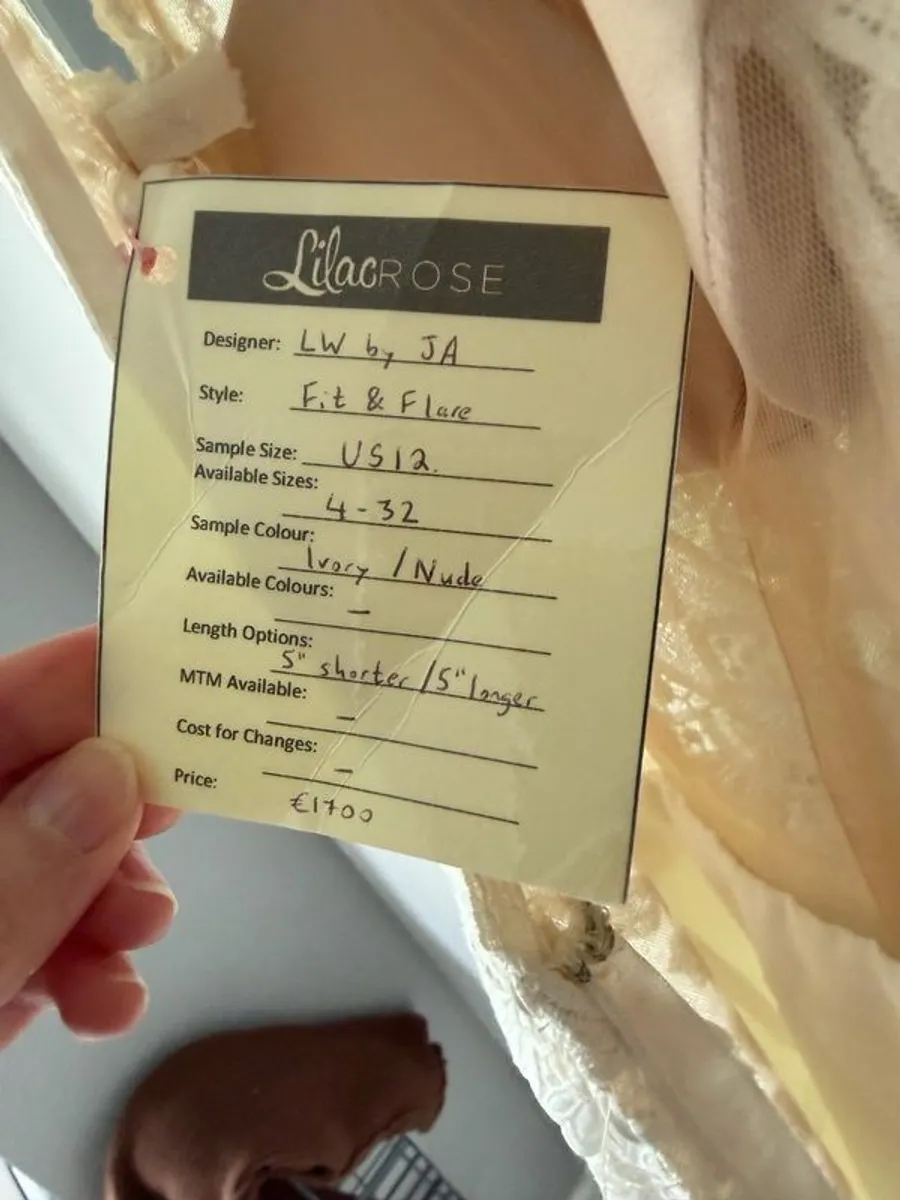 LilacROSE
Designer: LW by JA
Style: Fit & Flare
Sample Size: US12.
Available Sizes:
4-32
Sample Colour:
Ivory / Nude
Available Colours:
–
Length Options:
5" shorter / 5" longer
MTM Available:
–
Cost for Changes:
–
Price:
€1700